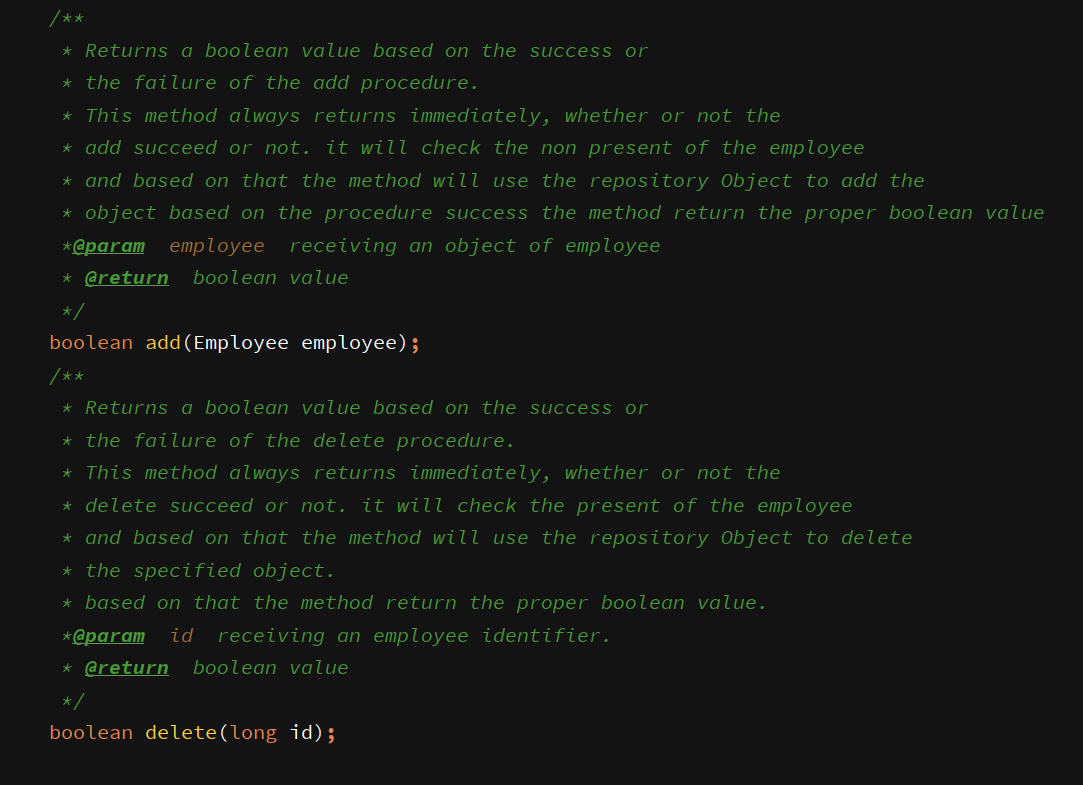 /**
* Returns a boolean value based on the success or
* the failure of the add procedure.
* This method always returns immediately, whether or not the
* add succeed or not. it will check the non present of the employee
* and based on that the method will use the repository Object to add the
* object based on the procedure success the method return the proper boolean value
*@param  employee  receiving an object of employee
* @return  boolean value
*/
boolean add(Employee employee);
/**
* Returns a boolean value based on the success or
* the failure of the delete procedure.
* This method always returns immediately, whether or not the
* delete succeed or not. it will check the present of the employee
* and based on that the method will use the repository Object to delete
* the specified object.
* based on that the method return the proper boolean value.
*@param  id  receiving an employee identifier.
* @return  boolean value
*/
boolean delete(long id);